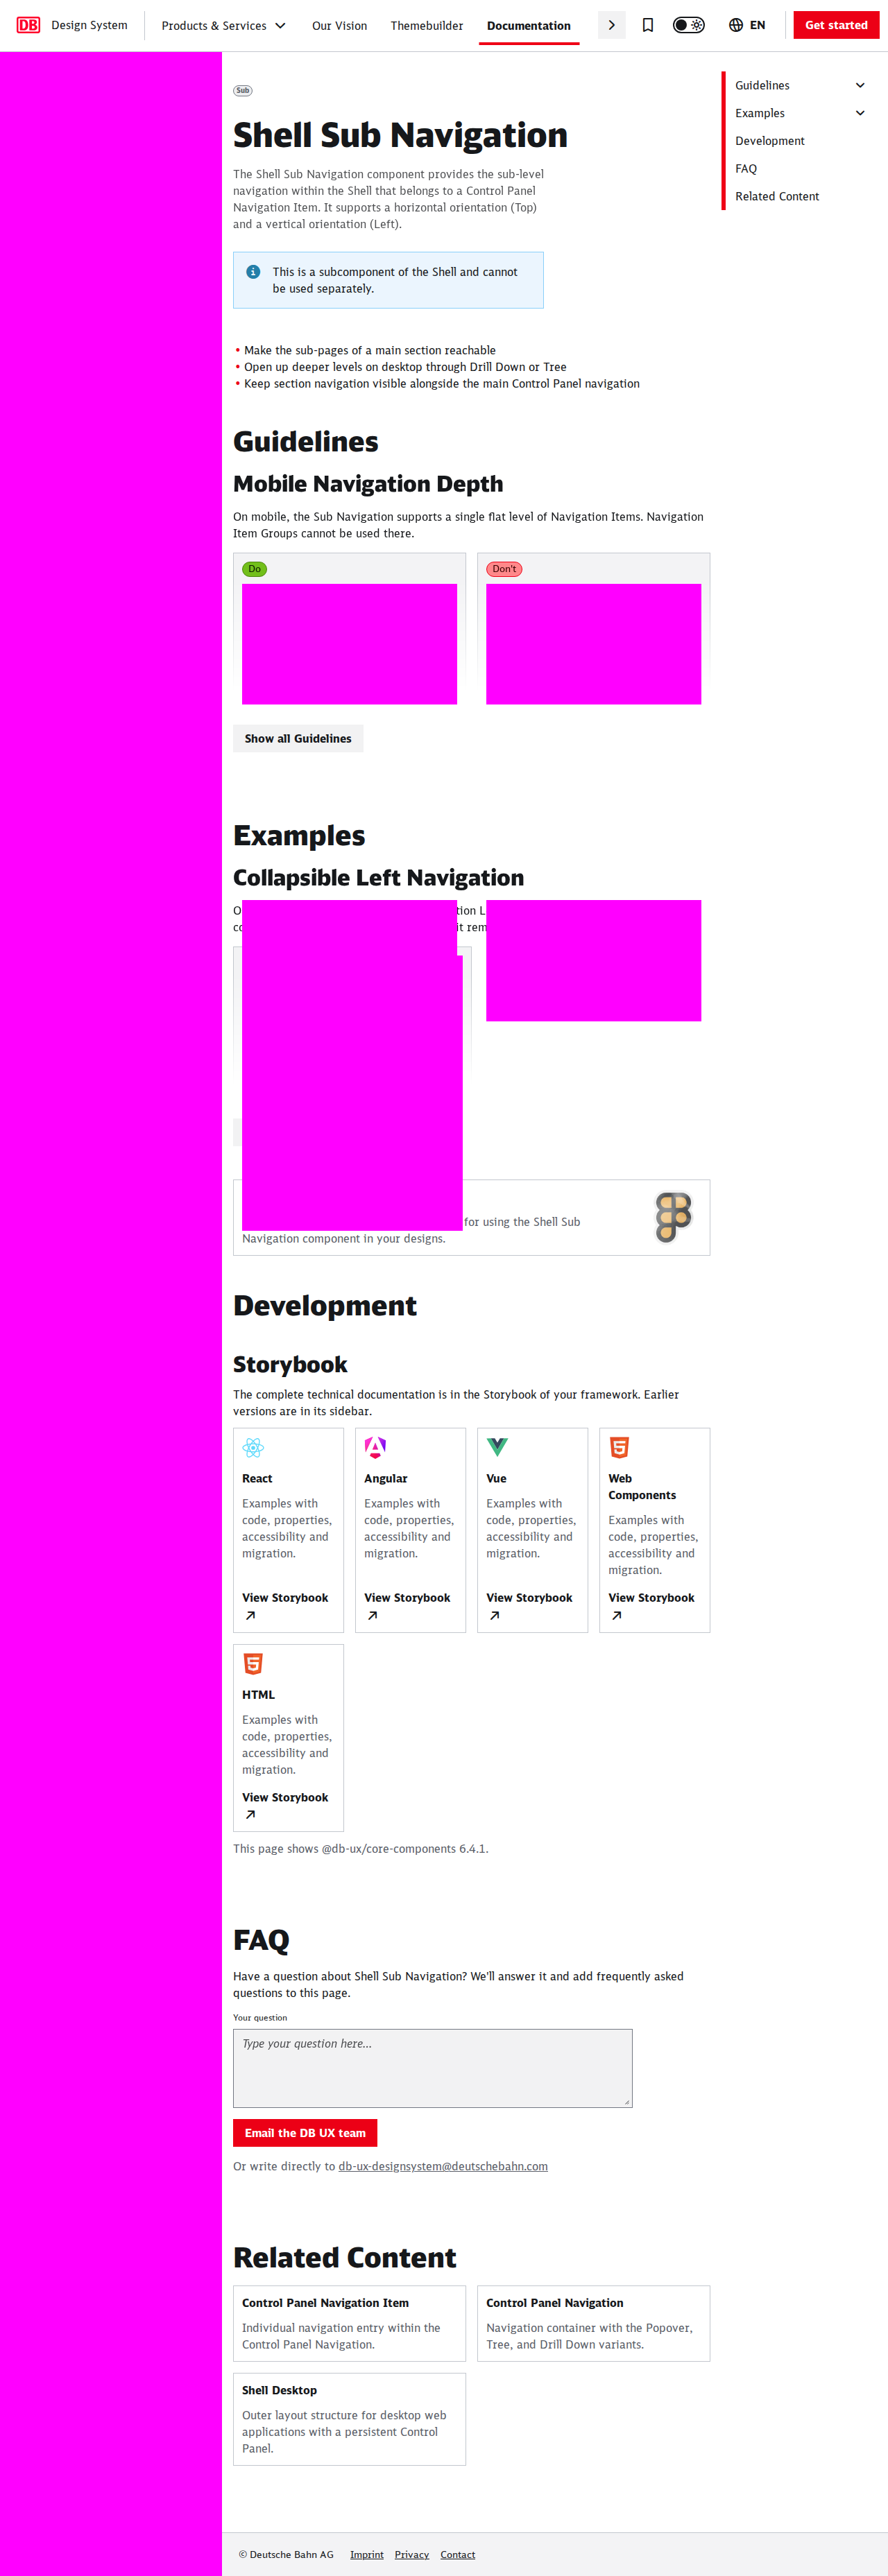 DB Design System Products & Services Our Vision Themebuilder Documentation EN Get started
Sub
Shell Sub Navigation
The Shell Sub Navigation component provides the sub-level
navigation within the Shell that belongs to a Control Panel
Navigation Item. It supports a horizontal orientation (Top)
and a vertical orientation (Left).
This is a subcomponent of the Shell and cannot
be used separately.
• Make the sub-pages of a main section reachable
• Open up deeper levels on desktop through Drill Down or Tree
• Keep section navigation visible alongside the main Control Panel navigation
Guidelines
Examples
Development
FAQ
Related Content
Guidelines
Mobile Navigation Depth
On mobile, the Sub Navigation supports a single flat level of Navigation Items. Navigation
Item Groups cannot be used there.
Do
Don't
Show all Guidelines
Examples
Collapsible Left Navigation
for using the Shell Sub
Navigation component in your designs.
Development
Storybook
The complete technical documentation is in the Storybook of your framework. Earlier
versions are in its sidebar.
React
Examples with
code, properties,
accessibility and
migration.
View Storybook
Angular
Examples with
code, properties,
accessibility and
migration.
View Storybook
Vue
Examples with
code, properties,
accessibility and
migration.
View Storybook
Web
Components
Examples with
code, properties,
accessibility and
migration.
View Storybook
HTML
Examples with
code, properties,
accessibility and
migration.
View Storybook
This page shows @db-ux/core-components 6.4.1.
FAQ
Have a question about Shell Sub Navigation? We'll answer it and add frequently asked
questions to this page.
Your question
Type your question here...
Email the DB UX team
Or write directly to db-ux-designsystem@deutschebahn.com
Related Content
Control Panel Navigation Item
Individual navigation entry within the
Control Panel Navigation.
Control Panel Navigation
Navigation container with the Popover,
Tree, and Drill Down variants.
Shell Desktop
Outer layout structure for desktop web
applications with a persistent Control
Panel.
© Deutsche Bahn AG Imprint Privacy Contact